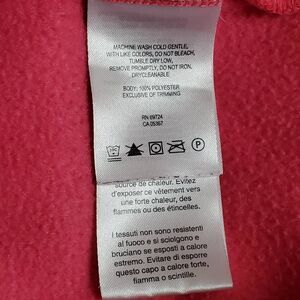 MACHINE WASH COLD GENTLE,
WITH LIKE COLORS, DO NOT BLEACH,
TUMBLE DRY LOW,
REMOVE PROMPTLY, DO NOT IRON,
DRYCLEANABLE
BODY: 100% POLYESTER
EXCLUSIVE OF TRIMMING
RN 69724
CA 05367
P
source de chaleur. Évitez
d'exposer ce vêtement vers
une forte chaleur, des
flammes ou des étincelles.
I tessuti non sono resistenti
al fuoco e si sciolgono e
bruciano se esposti a calore
estremo. Evitare di esporre
questo capo a calore forte,
fiamma o scintille.